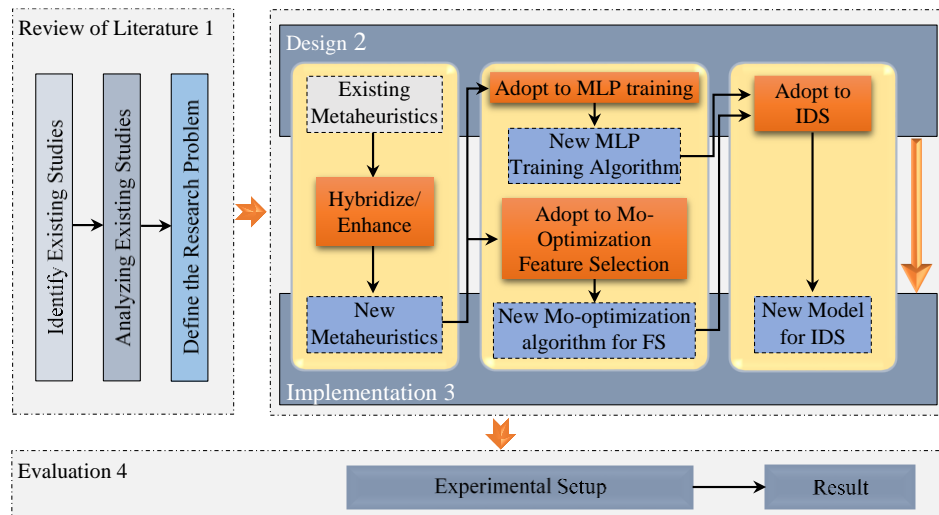 Review of Literature 1
Identify Existing Studies
Analyzing Existing Studies
Define the Research Problem
Design 2
Existing
Metaheuristics
Hybridize/
Enhance
New
Metaheuristics
Adopt to MLP training
New MLP
Training Algorithm
Adopt to Mo-
Optimization
Feature Selection
New Mo-optimization
algorithm for FS
Adopt to
IDS
New Model
for IDS
Implementation 3
Evaluation 4
Experimental Setup
Result